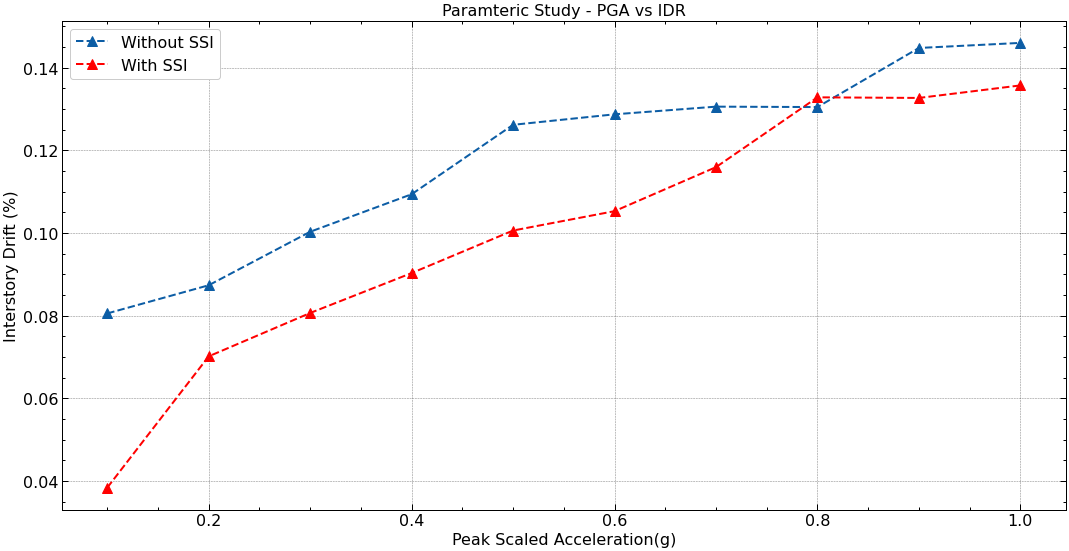 Paramteric Study - PGA vs IDR
Without SSI
With SSI
Interstory Drift (%)
0.14
0.12
0.10
0.08
0.06
0.04
0.2 0.4 0.6 0.8 1.0
Peak Scaled Acceleration(g)